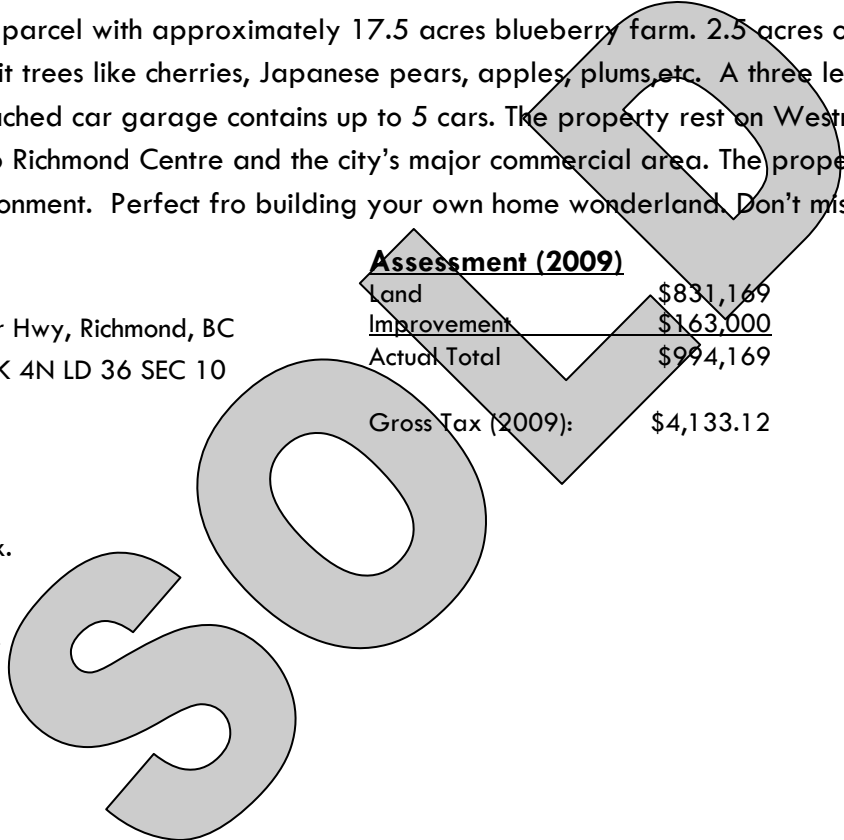 parcel with approximately 17.5 acres blueberry farm. 2.5 acres
it trees like cherries, Japanese pears, apples, plums,etc. A three le
ched car garage contains up to 5 cars. The property rest on West
Richmond Centre and the city's major commercial area. The prope
onment. Perfect fro building your own home wonderland. Don't mis
Assessment (2009)
Land $831,169
Improvement $163,000
Actual Total $994,169
Gross Tax (2009): $4,133.12
r Hwy, Richmond, BC
K 4N LD 36 SEC 10
x.
SOLD